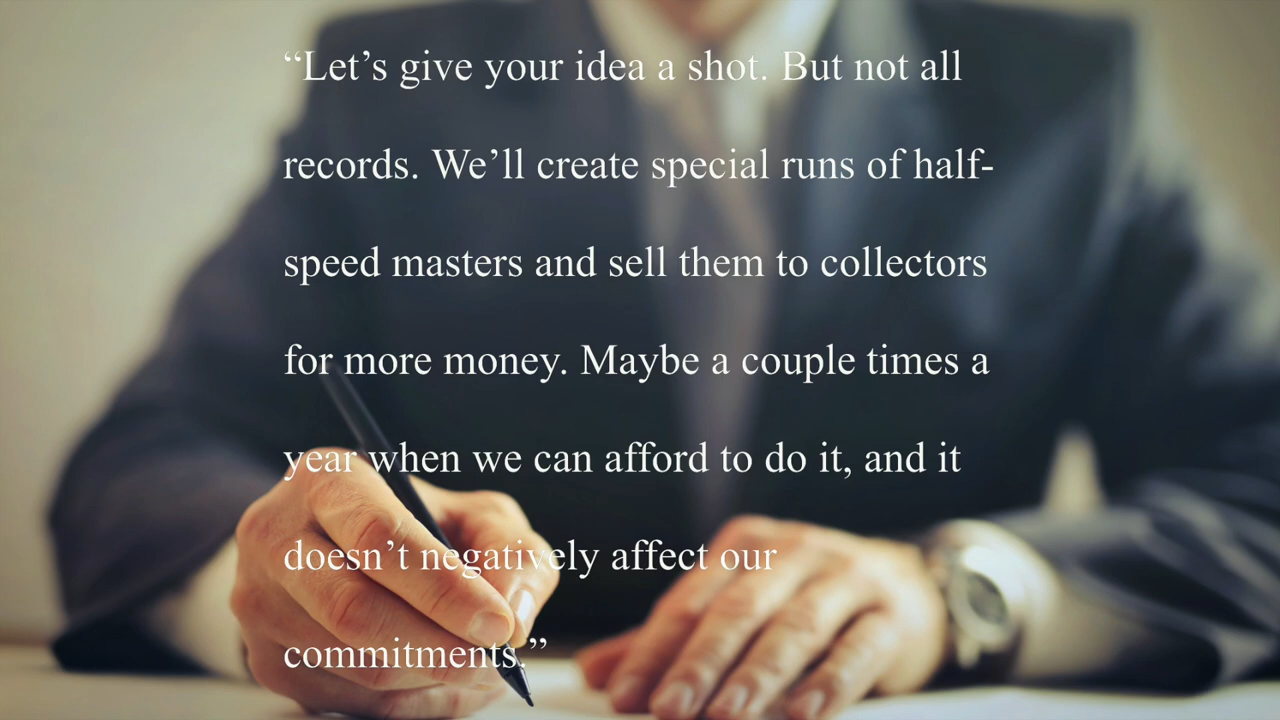 “Let’s give your idea a shot. But not all
records. We’ll create special runs of half-
speed masters and sell them to collectors
for more money. Maybe a couple times a
year when we can afford to do it, and it
doesn’t negatively affect our
commitments.”